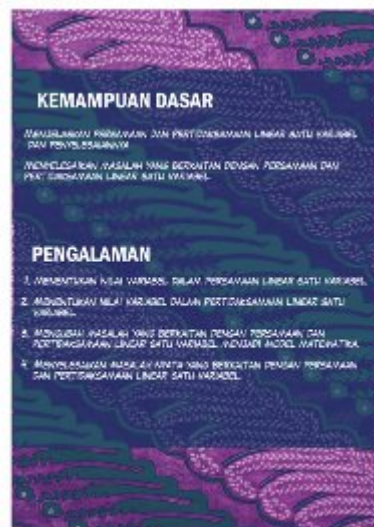 KEMAMPUAN DASAR
MENJELASKAN PERSAMAAN DAN PERTIDAKSAMAAN LINEAR SATU VARIABEL
DAN PENYELESAIANNYA
MENYELESAIKAN MASALAH YANG BERKAITAN DENGAN PERSAMAAN DAN
PERTIDAKSAMAAN LINEAR SATU VARIABEL
PENGALAMAN
1. MENENTUKAN NILAI VARIABEL DALAM PERSAMAAN LINEAR SATU VARIABEL
2. MENENTUKAN NILAI VARIABEL DALAM PERTIDAKSAMAAN LINEAR SATU
VARIABEL
3. MENGUBAH MASALAH YANG BERKAITAN DENGAN PERSAMAAN DAN
PERTIDAKSAMAAN LINEAR SATU VARIABEL MENJADI MODEL MATEMATIKA
4. MENYELESAIKAN MASALAH NYATA YANG BERKAITAN DENGAN PERSAMAAN
DAN PERTIDAKSAMAAN LINEAR SATU VARIABEL